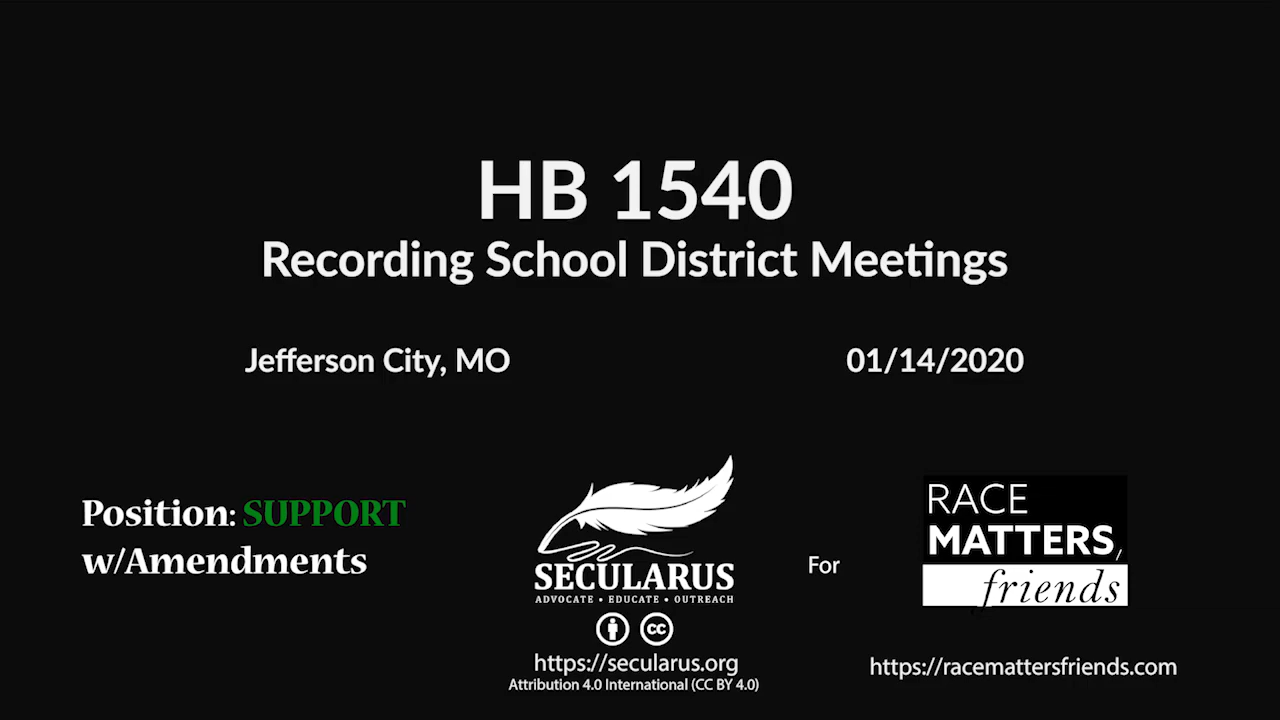 HB 1540
Recording School District Meetings
Jefferson City, MO
01/14/2020
Position: SUPPORT
w/Amendments
SECULARUS
ADVOCATE • EDUCATE • OUTREACH
cc
https://secularus.org
Attribution 4.0 International (CC BY 4.0)
For
RACE
MATTERS,
friends
https://racemattersfriends.com